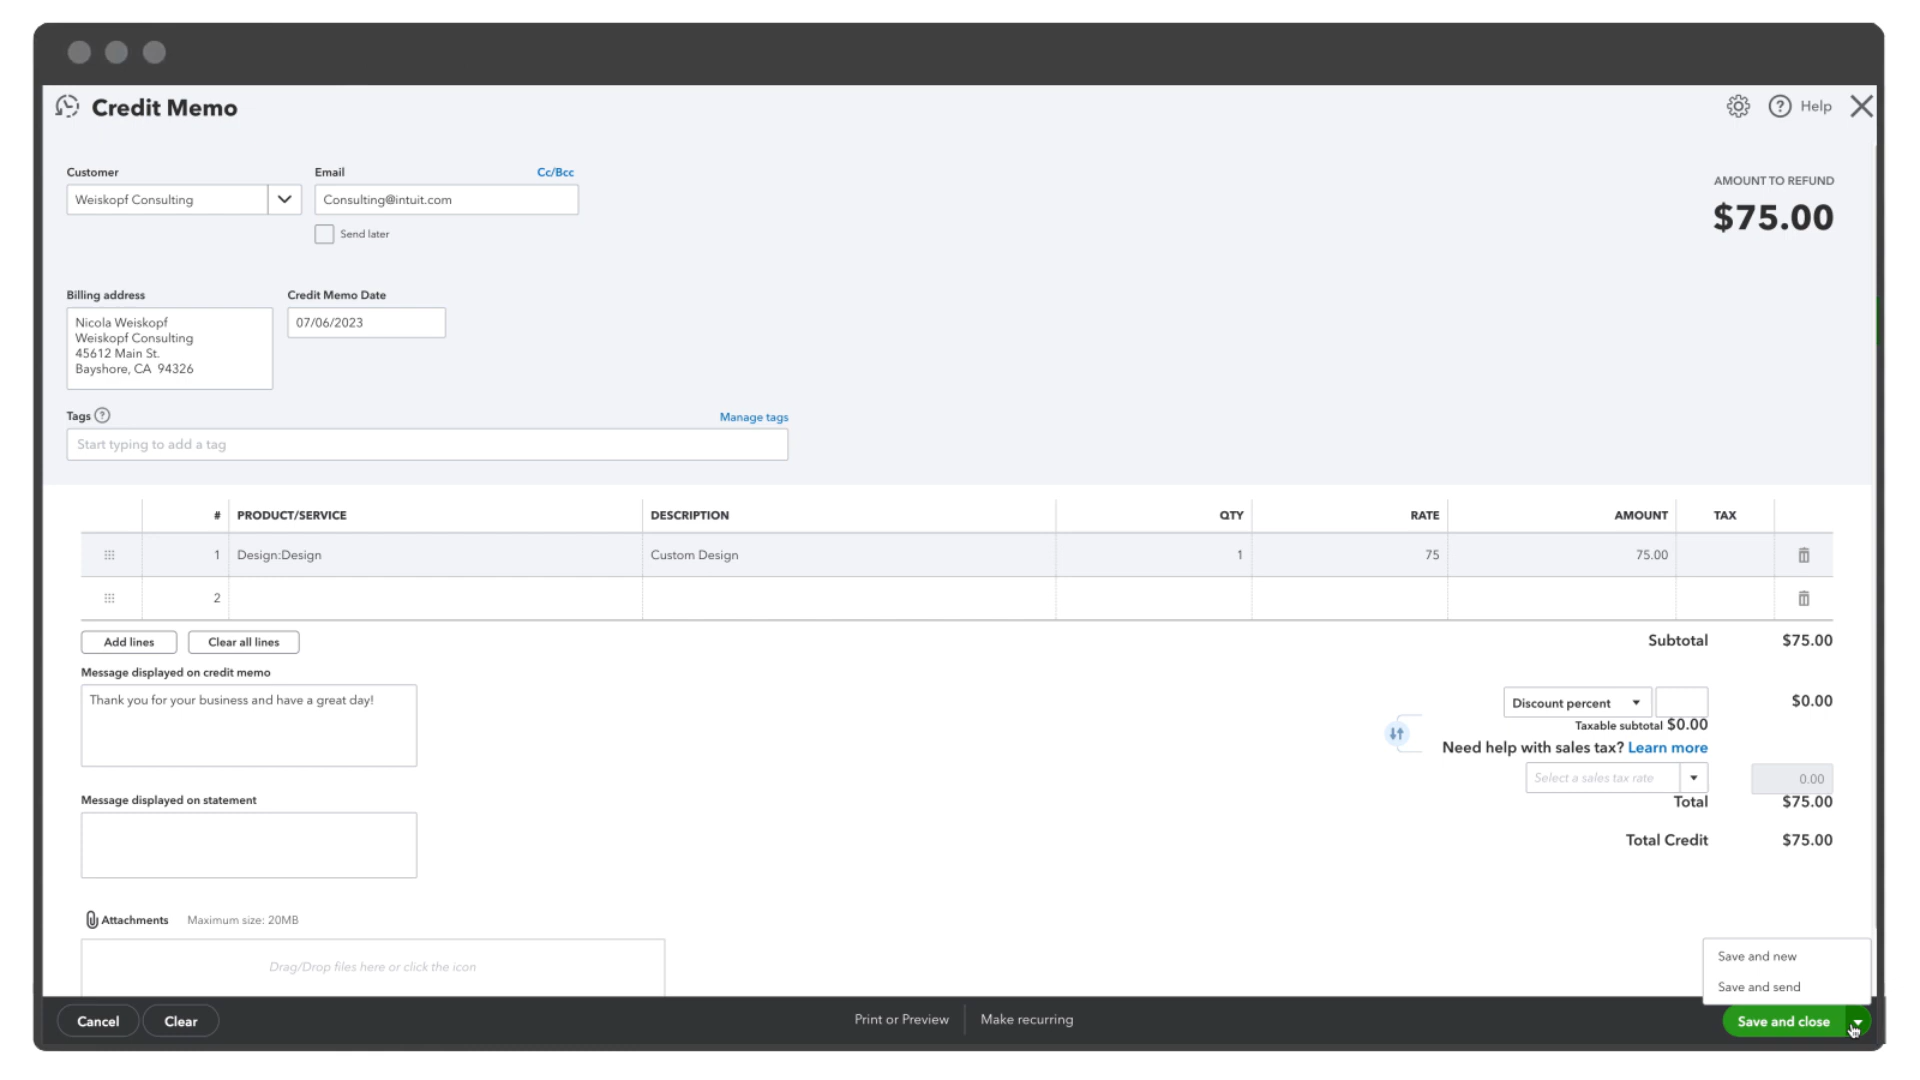 Credit Memo
Help
Customer
Email
Cc/Bcc
AMOUNT TO REFUND
Weiskopf Consulting
Consulting@intuit.com
$75.00
Send later
Billing address
Credit Memo Date
Nicola Weiskopf
Weiskopf Consulting
45612 Main St.
Bayshore, CA 94326
07/06/2023
Tags ?
Manage tags
Start typing to add a tag
# PRODUCT/SERVICE DESCRIPTION QTY RATE AMOUNT TAX
1 Design:Design Custom Design 1 75 75.00
2
Add lines
Clear all lines
Subtotal $75.00
Message displayed on credit memo
Thank you for your business and have a great day!
Discount percent $0.00
Taxable subtotal $0.00
Need help with sales tax? Learn more
Select a sales tax rate 0.00
Total $75.00
Message displayed on statement
Total Credit $75.00
Attachments Maximum size: 20MB
Drag/Drop files here or click the icon
Save and new
Save and send
Cancel
Clear
Print or Preview
Make recurring
Save and close